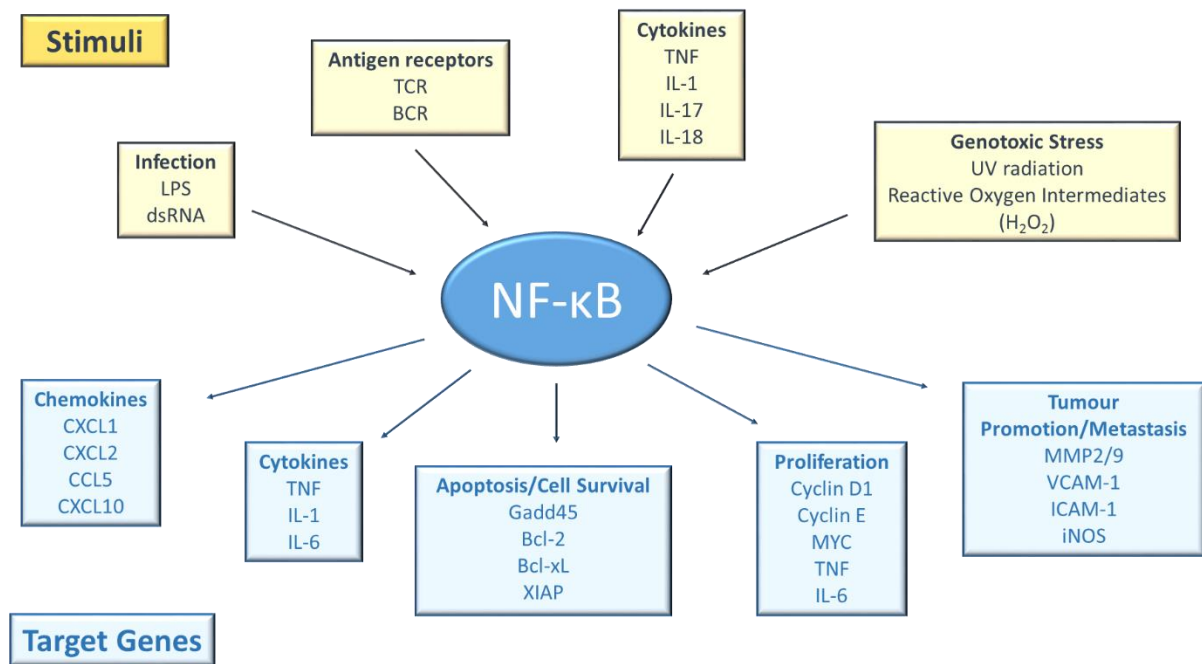 Stimuli
Infection
LPS
dsRNA
Antigen receptors
TCR
BCR
Cytokines
TNF
IL-1
IL-17
IL-18
Genotoxic Stress
UV radiation
Reactive Oxygen Intermediates
(H₂O₂)
NF-κB
Chemokines
CXCL1
CXCL2
CCL5
CXCL10
Cytokines
TNF
IL-1
IL-6
Apoptosis/Cell Survival
Gadd45
Bcl-2
Bcl-xL
XIAP
Proliferation
Cyclin D1
Cyclin E
MYC
TNF
IL-6
Tumour
Promotion/Metastasis
MMP2/9
VCAM-1
ICAM-1
iNOS
Target Genes